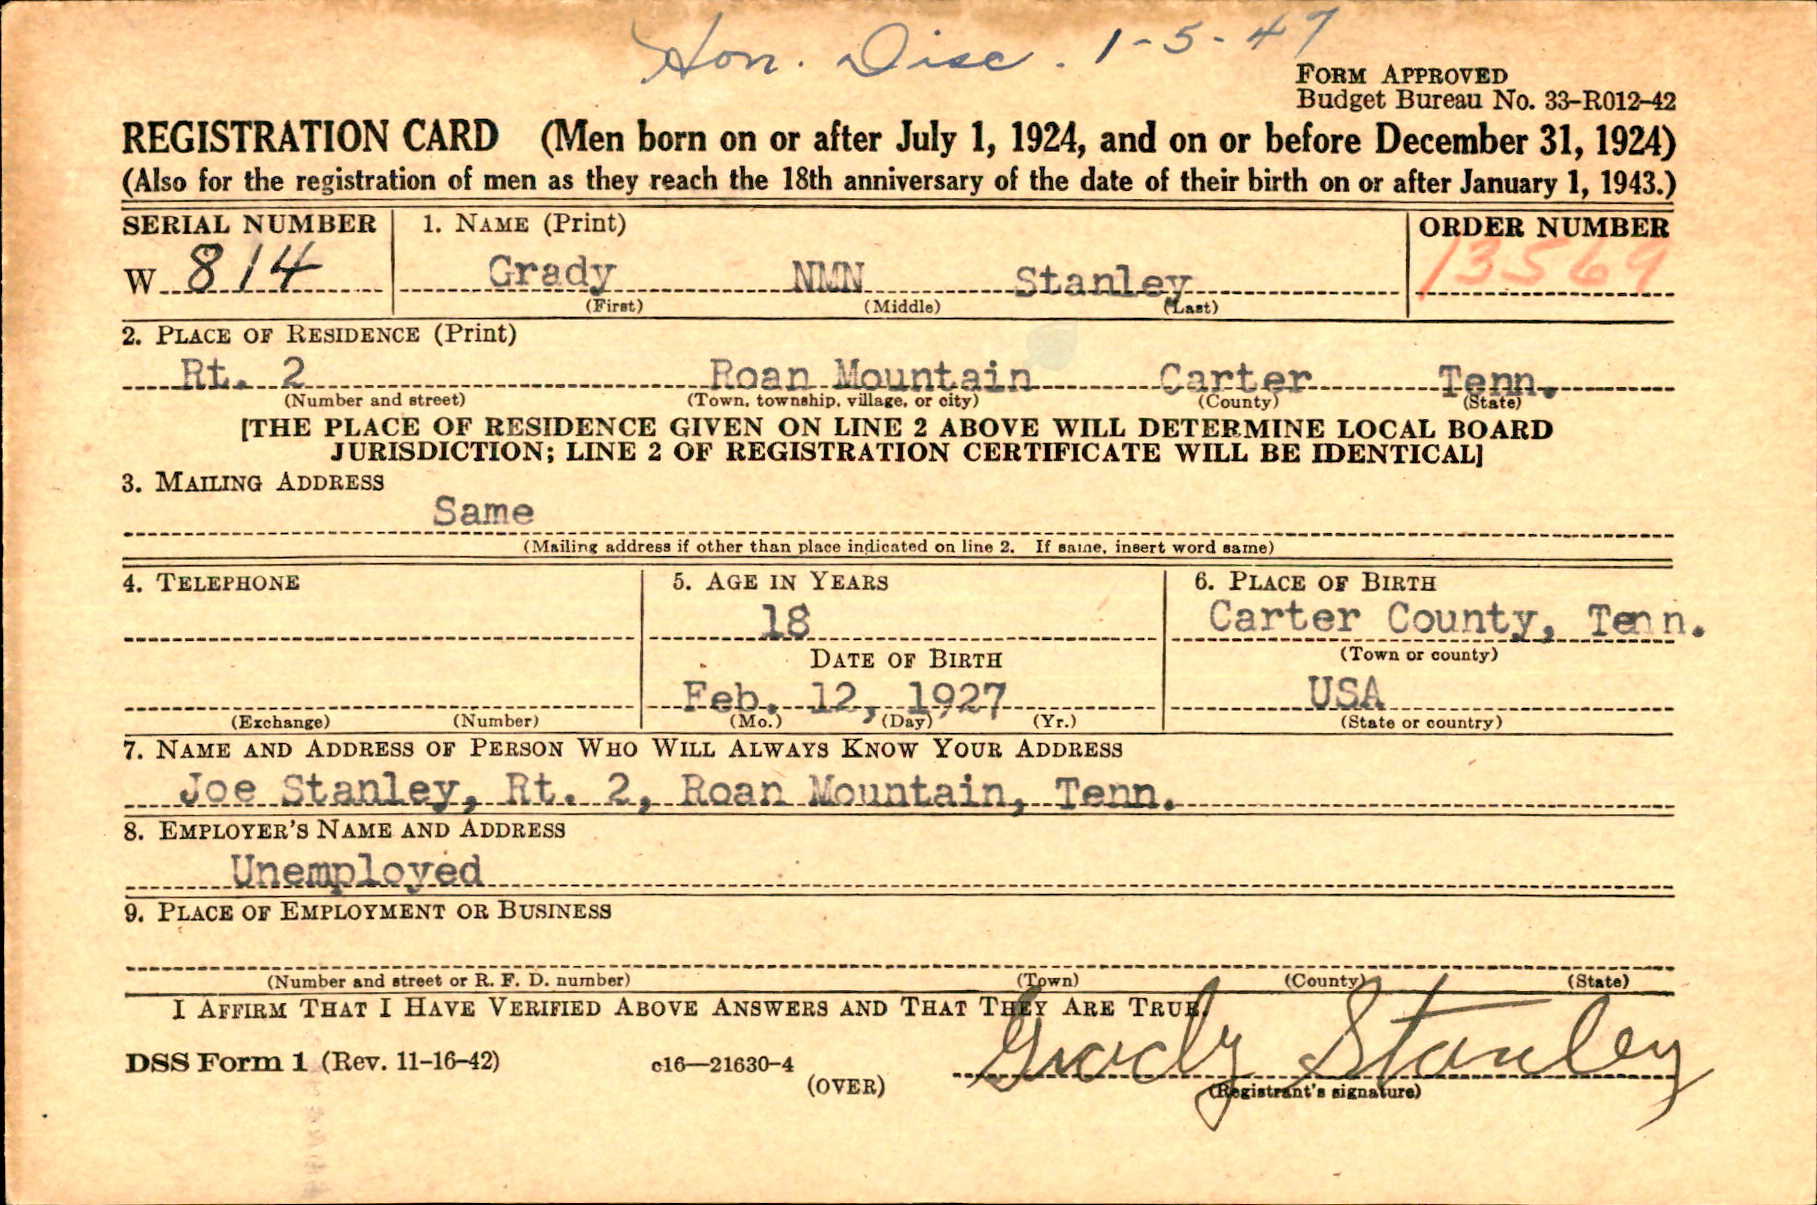 Hon. Disc. 1-5-47
FORM APPROVED
Budget Bureau No. 33-R012-42
REGISTRATION CARD (Men born on or after July 1, 1924, and on or before December 31, 1924)
(Also for the registration of men as they reach the 18th anniversary of the date of their birth on or after January 1, 1943.)
SERIAL NUMBER 1. NAME (Print) ORDER NUMBER
W 814 Grady NMN Stanley 13569
(First) (Middle) (Last)
2. PLACE OF RESIDENCE (Print)
Rt. 2 Roan Mountain Carter Tenn.
(Number and street) (Town, township, village, or city) (County) (State)
[THE PLACE OF RESIDENCE GIVEN ON LINE 2 ABOVE WILL DETERMINE LOCAL BOARD
JURISDICTION; LINE 2 OF REGISTRATION CERTIFICATE WILL BE IDENTICAL]
3. MAILING ADDRESS
Same
(Mailing address if other than place indicated on line 2. If same, insert word same)
4. TELEPHONE 5. AGE IN YEARS 6. PLACE OF BIRTH
18 Carter County, Tenn.
DATE OF BIRTH (Town or county)
Feb. 12, 1927 USA
(Exchange) (Number) (Mo.) (Day) (Yr.) (State or country)
7. NAME AND ADDRESS OF PERSON WHO WILL ALWAYS KNOW YOUR ADDRESS
Joe Stanley, Rt. 2, Roan Mountain, Tenn.
8. EMPLOYER'S NAME AND ADDRESS
Unemployed
9. PLACE OF EMPLOYMENT OR BUSINESS
(Number and street or R. F. D. number) (Town) (County) (State)
I AFFIRM THAT I HAVE VERIFIED ABOVE ANSWERS AND THAT THEY ARE TRUE.
DSS Form 1 (Rev. 11-16-42) c16—21630-4 Grady Stanley
(OVER) (Registrant's signature)